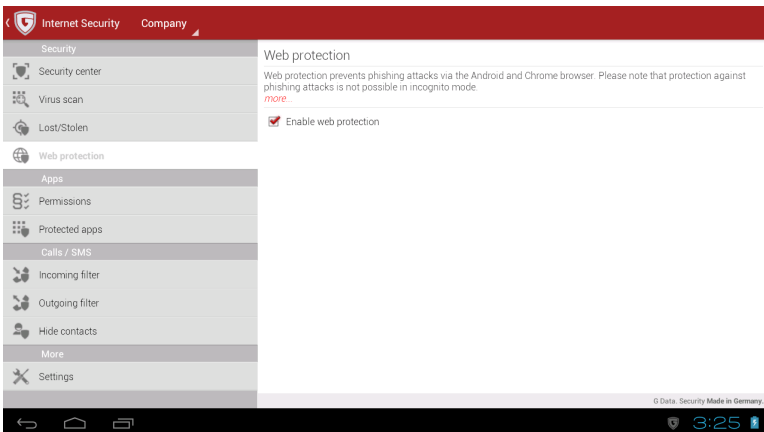 Internet Security Company
Security
Security center
Virus scan
Lost/Stolen
Web protection
Apps
Permissions
Protected apps
Calls / SMS
Incoming filter
Outgoing filter
Hide contacts
More
Settings
Web protection
Web protection prevents phishing attacks via the Android and Chrome browser. Please note that protection against
phishing attacks is not possible in incognito mode.
more...
Enable web protection
G Data. Security Made in Germany.
3:25